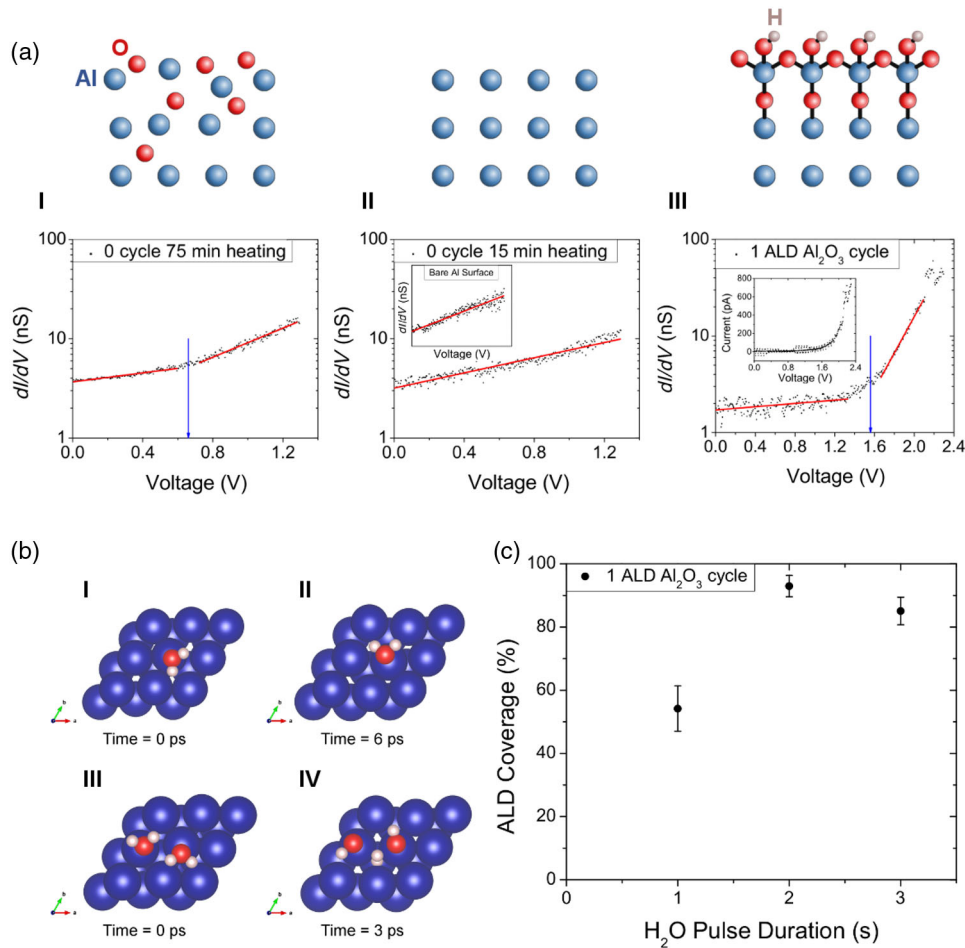 (a)
O
Al
H
I
II
III
100
10
1
dI/dV (nS)
0 cycle 75 min heating
0.0 0.4 0.8 1.2
Voltage (V)
100
10
1
dI/dV (nS)
0 cycle 15 min heating
Bare Al Surface
dI/dV (nS)
Voltage (V)
0.0 0.4 0.8 1.2
Voltage (V)
100
10
1
dI/dV (nS)
1 ALD Al₂O₃ cycle
800
600
400
200
0
Current (pA)
0.0 0.8 1.6 2.4
Voltage (V)
0.0 0.4 0.8 1.2 1.6 2.0 2.4
Voltage (V)
(b)
I
b
a
Time = 0 ps
II
b
a
Time = 6 ps
III
b
a
Time = 0 ps
IV
b
a
Time = 3 ps
(c)
100
90
80
70
60
50
40
30
20
10
0
ALD Coverage (%)
1 ALD Al₂O₃ cycle
0 1 2 3
H₂O Pulse Duration (s)